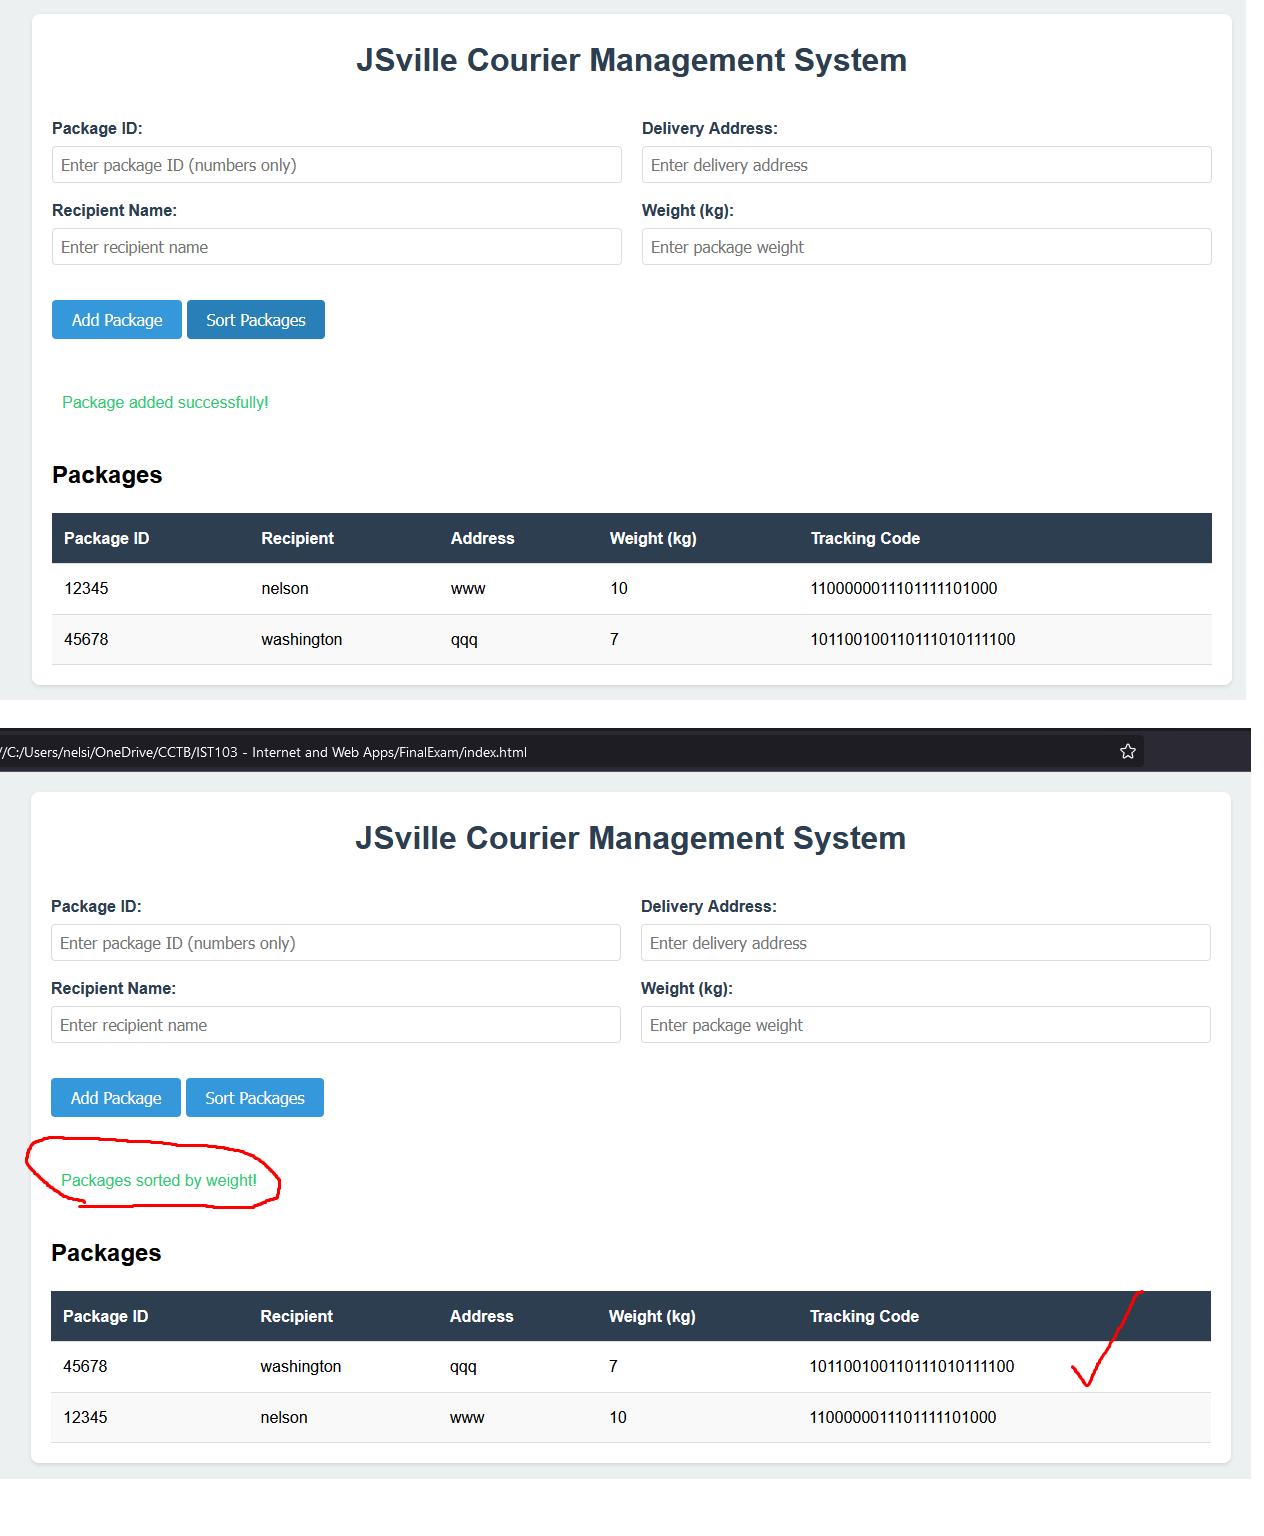 JSville Courier Management System
Package ID: Delivery Address:
Enter package ID (numbers only) Enter delivery address
Recipient Name: Weight (kg):
Enter recipient name Enter package weight
Add Package Sort Packages
Package added successfully!
Packages
Package ID Recipient Address Weight (kg) Tracking Code
12345 nelson www 10 1100000011101111101000
45678 washington qqq 7 101100100110111010111100
//C:/Users/nelsi/OneDrive/CCTB/IST103 - Internet and Web Apps/FinalExam/index.html
JSville Courier Management System
Package ID: Delivery Address:
Enter package ID (numbers only) Enter delivery address
Recipient Name: Weight (kg):
Enter recipient name Enter package weight
Add Package Sort Packages
Packages sorted by weight!
Packages
Package ID Recipient Address Weight (kg) Tracking Code
45678 washington qqq 7 101100100110111010111100
12345 nelson www 10 1100000011101111101000